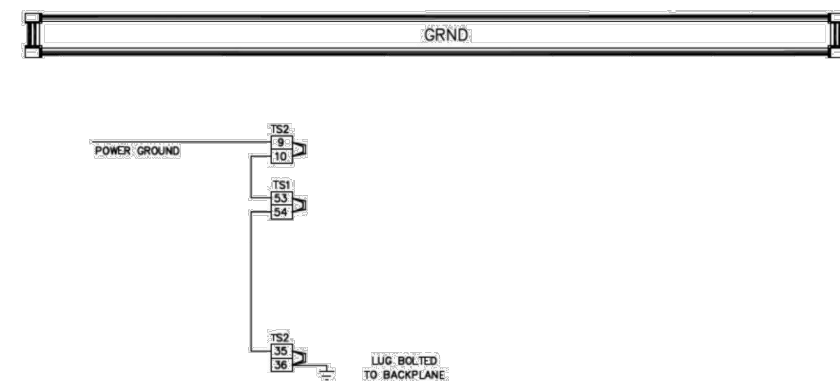 GRND
TS2
9
POWER GROUND
10
TS1
53
54
TS2
35
36
LUG BOLTED
TO BACKPLANE